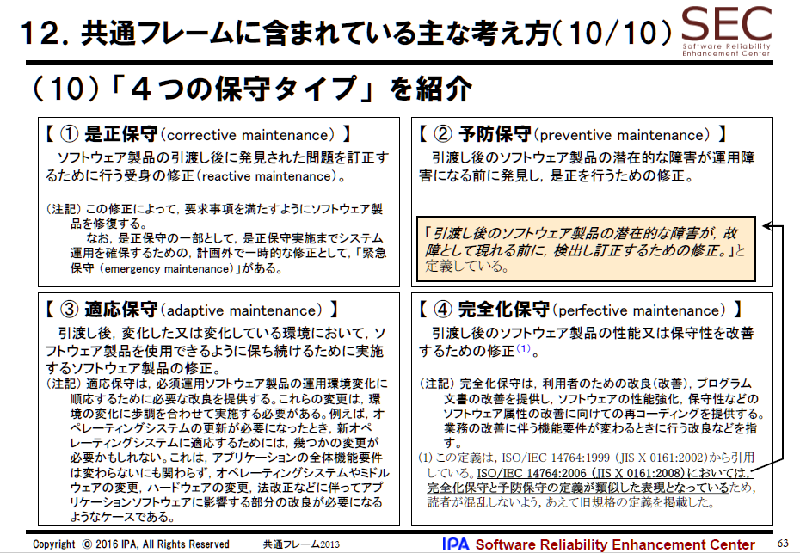 12. 共通フレームに含まれている主な考え方(10/10)
SEC
Software Reliability
Enhancement Center
(10)「4つの保守タイプ」を紹介
【 ① 是正保守(corrective maintenance) 】
ソフトウェア製品の引渡し後に発見された問題を訂正す
るために行う受身の修正(reactive maintenance)。
(注記) この修正によって，要求事項を満たすようにソフトウェア製
品を修復する。
なお，是正保守の一部として，是正保守実施までシステム
運用を確保するための，計画外で一時的な修正として，「緊急
保守 (emergency maintenance)」がある。
【 ② 予防保守(preventive maintenance) 】
引渡し後のソフトウェア製品の潜在的な障害が運用障
害になる前に発見し，是正を行うための修正。
『引渡し後のソフトウェア製品の潜在的な障害が，故
障として現れる前に，検出し訂正するための修正。』と
定義している。
【 ③ 適応保守(adaptive maintenance) 】
引渡し後，変化した又は変化している環境において，ソ
フトウェア製品を使用できるように保ち続けるために実施
するソフトウェア製品の修正。
(注記) 適応保守は，必須運用ソフトウェア製品の運用環境変化に
順応するために必要な改良を提供する。これらの変更は，環
境の変化に歩調を合わせて実施する必要がある。例えば，オ
ペレーティングシステムの更新が必要になったとき，新オペ
レーティングシステムに適応するためには，幾つかの変更が
必要かもしれない。これは，アプリケーションの全体機能要件
は変わらないにも関わらず，オペレーティングシステムやミドル
ウェアの変更，ハードウェアの変更，法改正などに伴ってアプ
リケーションソフトウェアに影響する部分の改良が必要になる
ようなケースである。
【 ④ 完全化保守(perfective maintenance) 】
引渡し後のソフトウェア製品の性能又は保守性を改善
するための修正(1)。
(注記) 完全化保守は，利用者のための改良(改善)，プログラム
文書の改善を提供し，ソフトウェアの性能強化，保守性などの
ソフトウェア属性の改善に向けての再コーティングを提供する。
業務の改善に伴う機能要件が変わるときに行う改良などを指
す。
(1) この定義は，ISO/IEC 14764:1999 (JIS X 0161:2002)から引用
している。ISO/IEC 14764:2006 (JIS X 0161:2008)においては，
完全化保守と予防保守の定義が類似した表現となっているため，
読者が混乱しないよう，あえて旧規格の定義を掲載した。
Copyright © 2016 IPA, All Rights Reserved
共通フレーム2013
IPA Software Reliability Enhancement Center
63